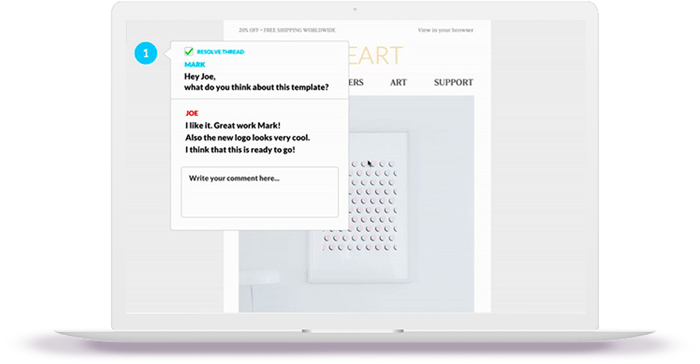 1
RESOLVE THREAD
MARK
Hey Joe,
what do you think about this template?
JOE
I like it. Great work Mark!
Also the new logo looks very cool.
I think that this is ready to go!
Write your comment here...
20% OFF + FREE SHIPPING WORLDWIDE
View in your browser
EART
ERS
ART
SUPPORT